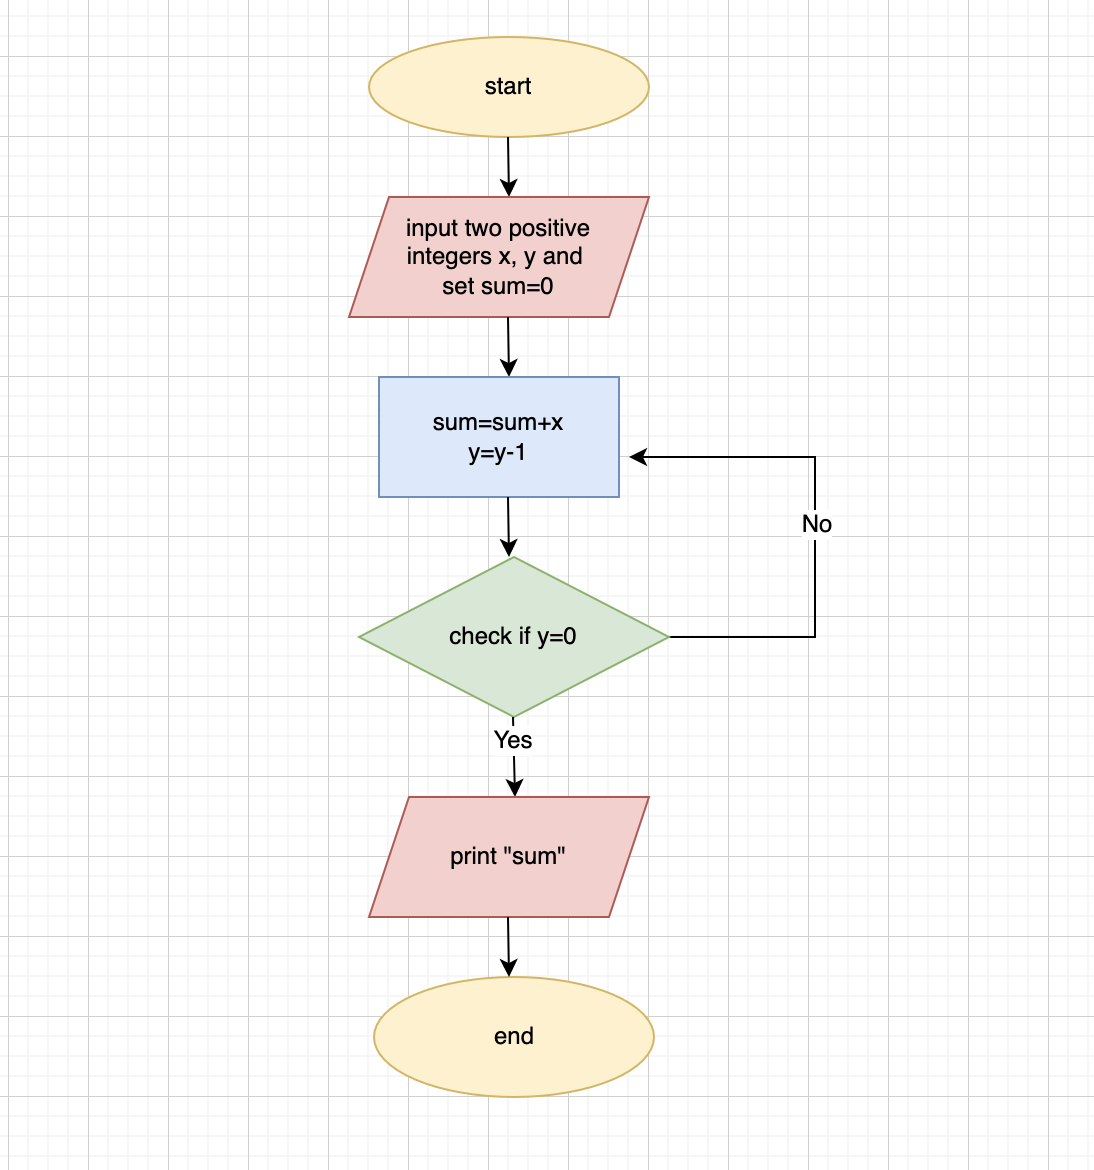 start
input two positive
integers x, y and
set sum=0
sum=sum+x
y=y-1
No
check if y=0
Yes
print "sum"
end